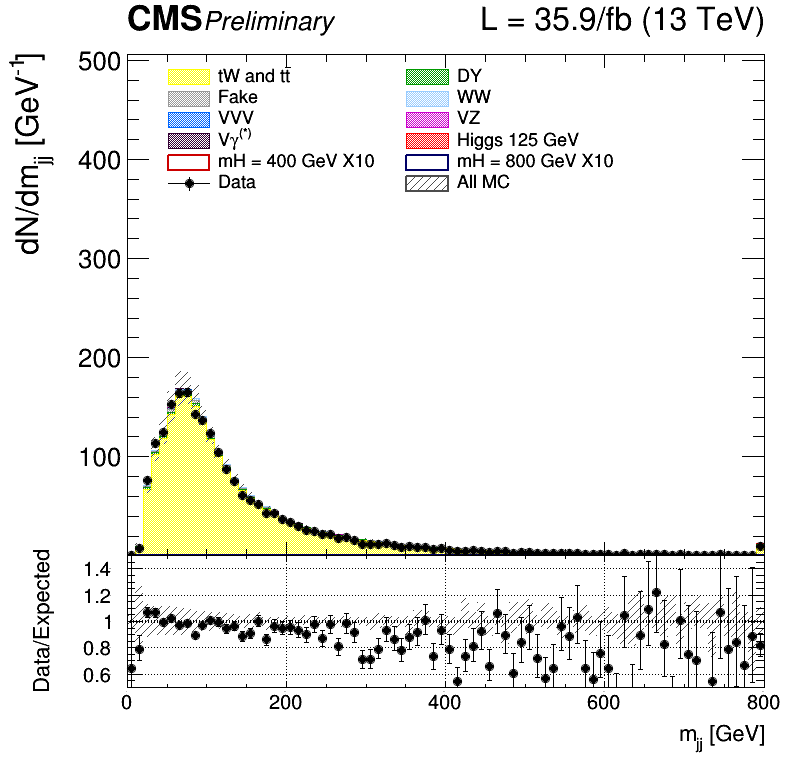 CMS Preliminary L = 35.9/fb (13 TeV)
dN/dm_jj [GeV^-1]
500
400
300
200
100
tW and tt̄ DY
Fake WW
VVV VZ
Vγ^(*) Higgs 125 GeV
mH = 400 GeV X10 mH = 800 GeV X10
Data All MC
Data/Expected
1.4
1.2
1
0.8
0.6
0 200 400 600 800
m_jj [GeV]